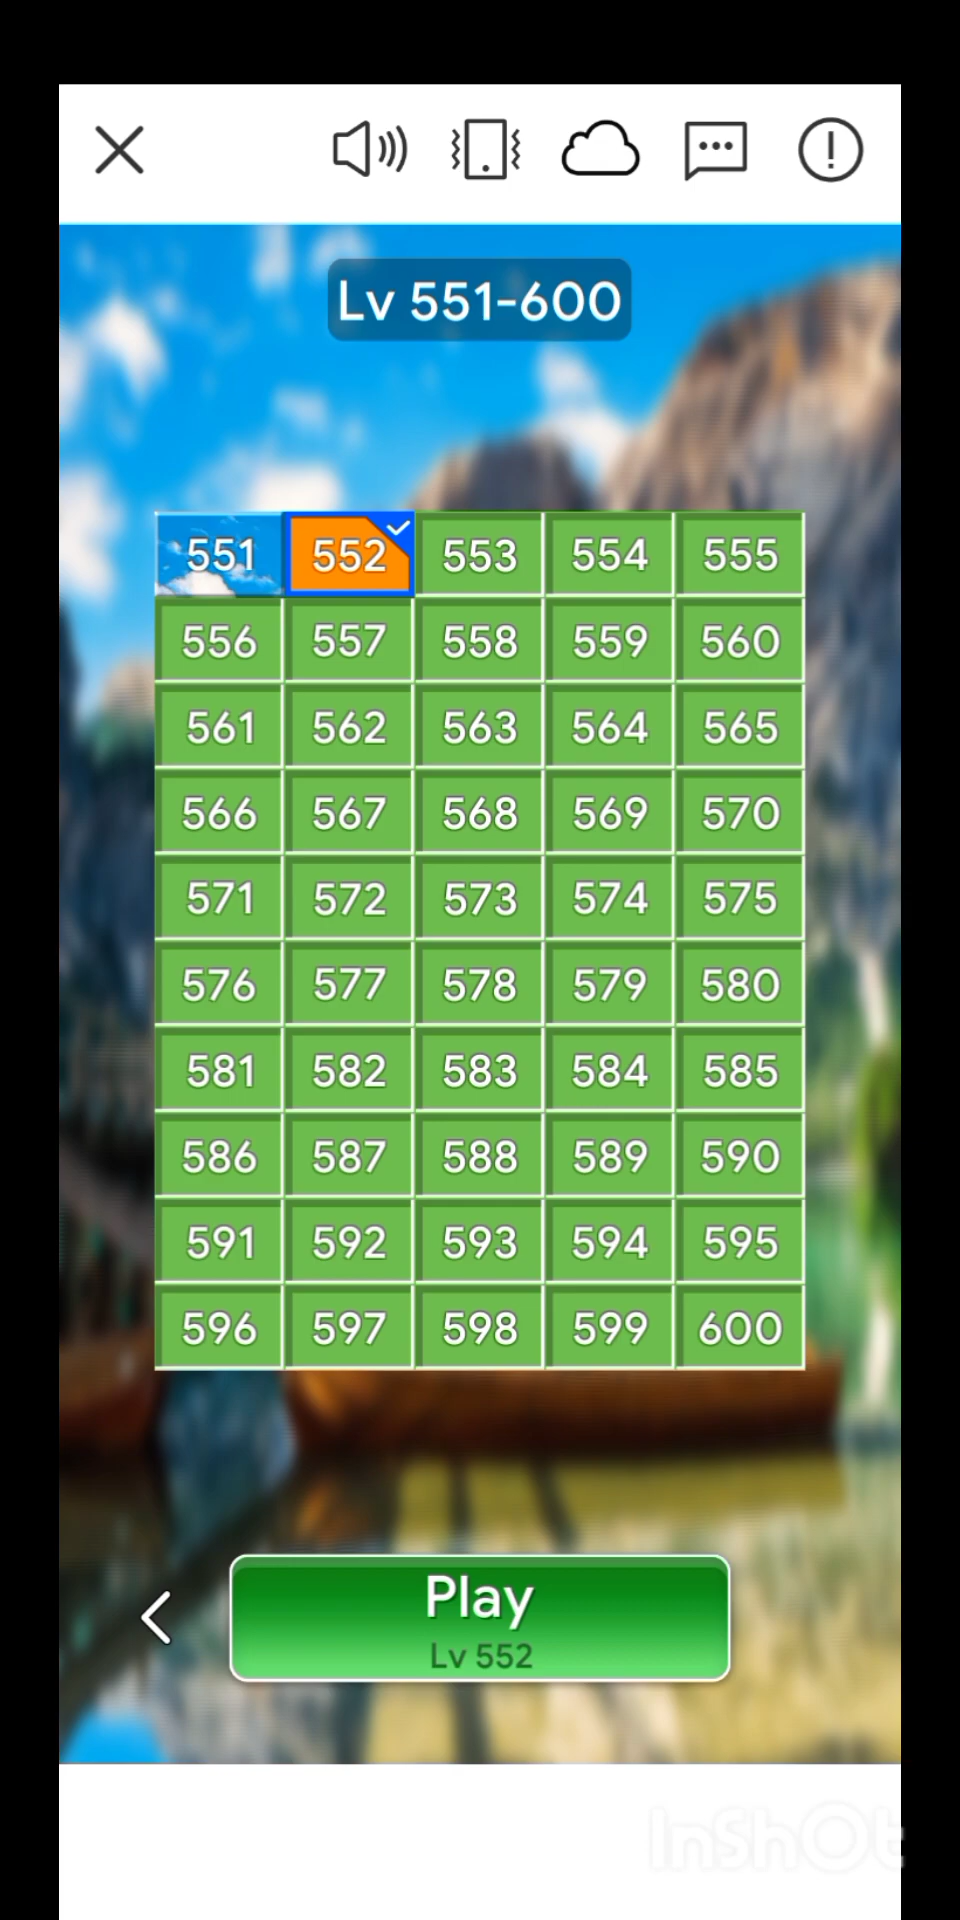 Lv 551-600
551 552 553 554 555
556 557 558 559 560
561 562 563 564 565
566 567 568 569 570
571 572 573 574 575
576 577 578 579 580
581 582 583 584 585
586 587 588 589 590
591 592 593 594 595
596 597 598 599 600
Play
Lv 552
InShOt